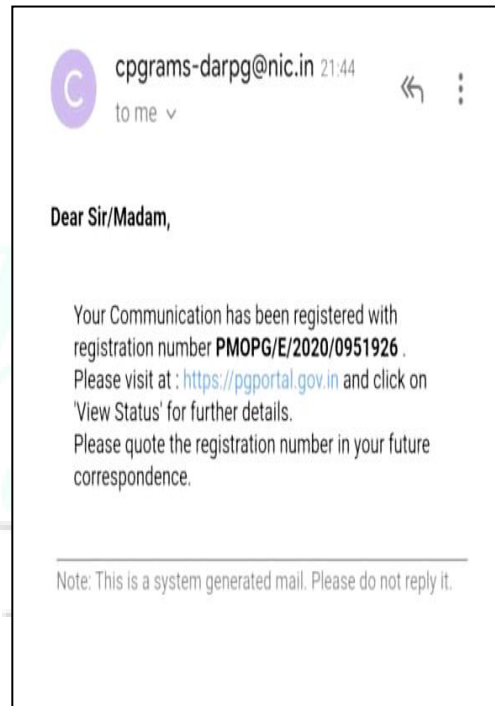 C
cpgrams-darpg@nic.in 21:44
to me
Dear Sir/Madam,
Your Communication has been registered with
registration number PMOPG/E/2020/0951926 .
Please visit at : https://pgportal.gov.in and click on
'View Status' for further details.
Please quote the registration number in your future
correspondence.
Note: This is a system generated mail. Please do not reply it.